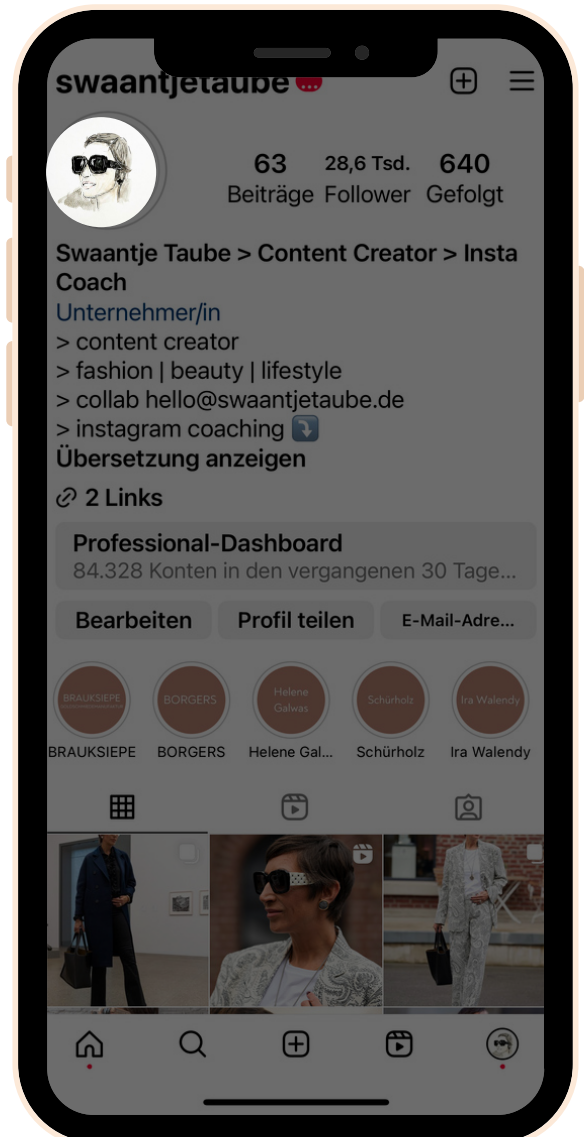 swaantjetaube
63 28,6 Tsd. 640
Beiträge Follower Gefolgt
Swaantje Taube > Content Creator > Insta
Coach
Unternehmer/in
> content creator
> fashion | beauty | lifestyle
> collab hello@swaantjetaube.de
> instagram coaching
Übersetzung anzeigen
2 Links
Professional-Dashboard
84.328 Konten in den vergangenen 30 Tage...
Bearbeiten Profil teilen E-Mail-Adre...
BRAUKSIEPE BORGERS Helene Galwas Schürholz Ira Walendy
BRAUKSIEPE BORGERS Helene Gal... Schürholz Ira Walendy